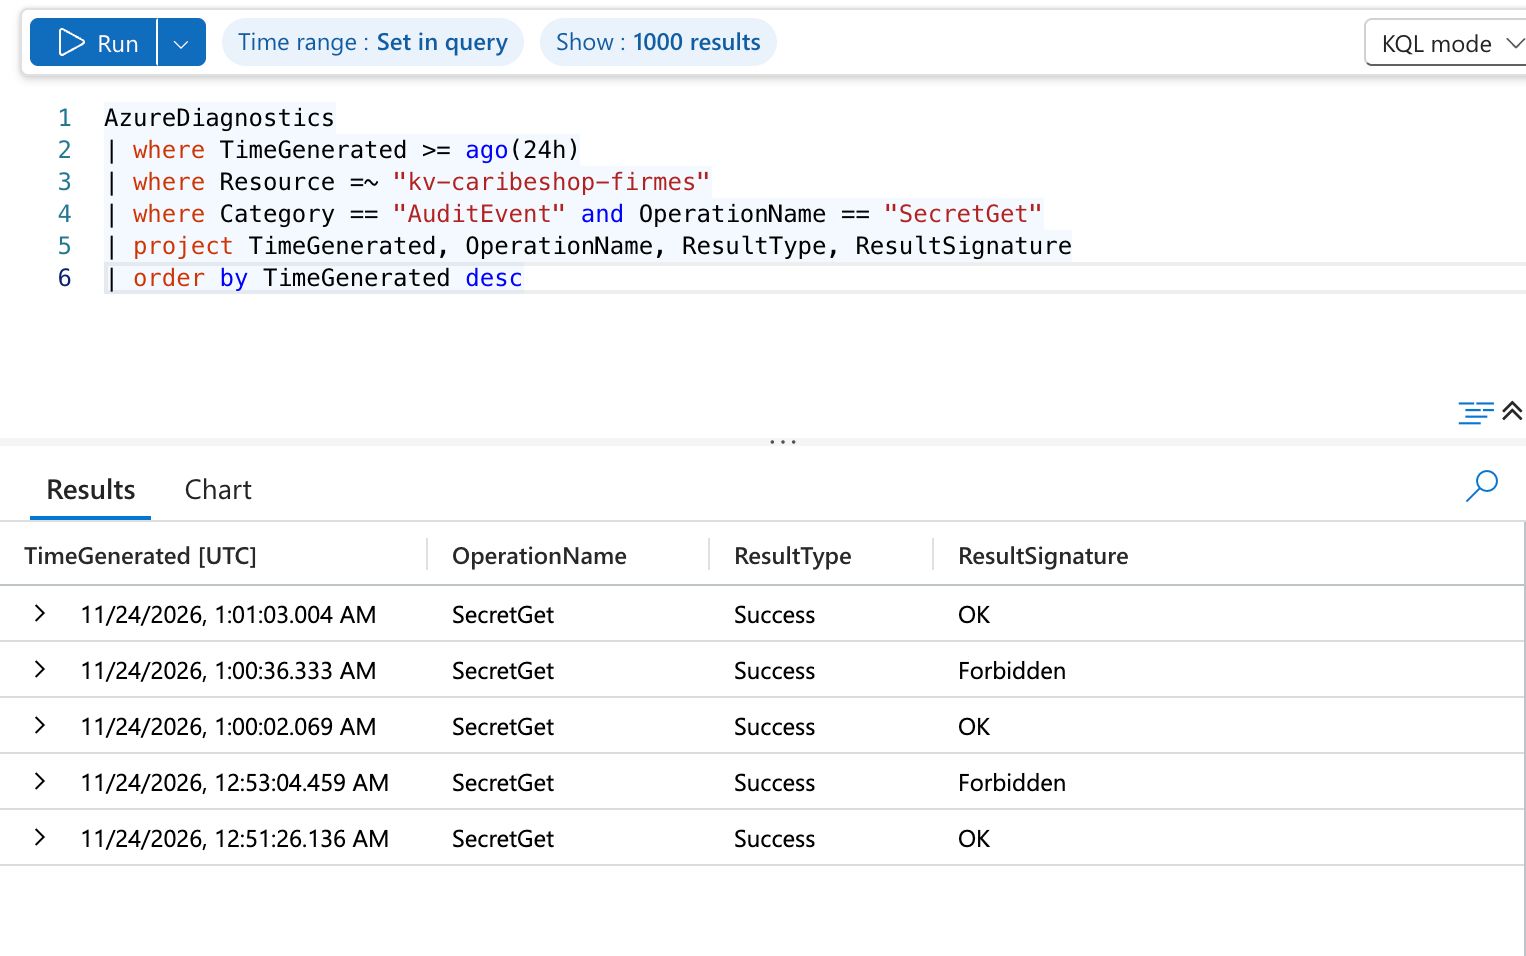 Run
Time range : Set in query
Show : 1000 results
KQL mode
1 AzureDiagnostics
2 | where TimeGenerated >= ago(24h)
3 | where Resource =~ "kv-caribeshop-firmes"
4 | where Category == "AuditEvent" and OperationName == "SecretGet"
5 | project TimeGenerated, OperationName, ResultType, ResultSignature
6 | order by TimeGenerated desc
Results Chart
TimeGenerated [UTC] OperationName ResultType ResultSignature
11/24/2026, 1:01:03.004 AM SecretGet Success OK
11/24/2026, 1:00:36.333 AM SecretGet Success Forbidden
11/24/2026, 1:00:02.069 AM SecretGet Success OK
11/24/2026, 12:53:04.459 AM SecretGet Success Forbidden
11/24/2026, 12:51:26.136 AM SecretGet Success OK